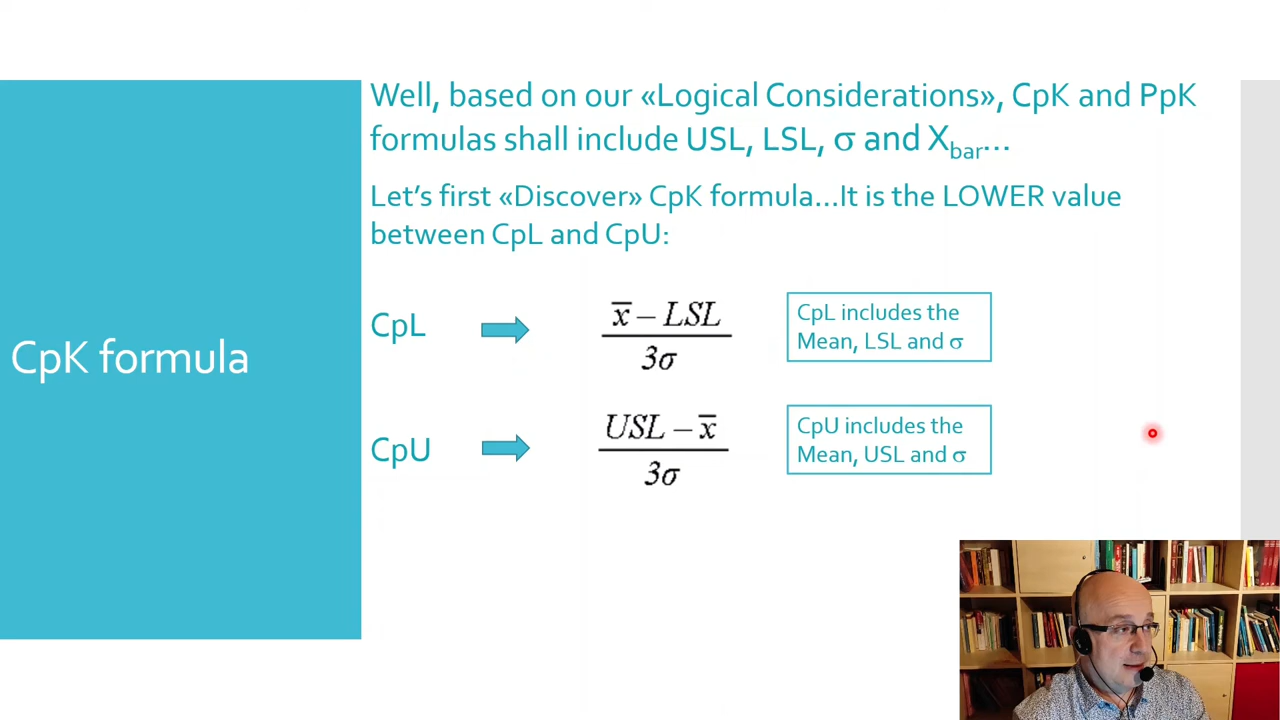 Well, based on our «Logical Considerations», CpK and PpK
formulas shall include USL, LSL, σ and Xbar...
Let's first «Discover» CpK formula...It is the LOWER value
between CpL and CpU:
CpK formula
CpL
x̅ – LSL
3σ
CpL includes the
Mean, LSL and σ
CpU
USL – x̅
3σ
CpU includes the
Mean, USL and σ